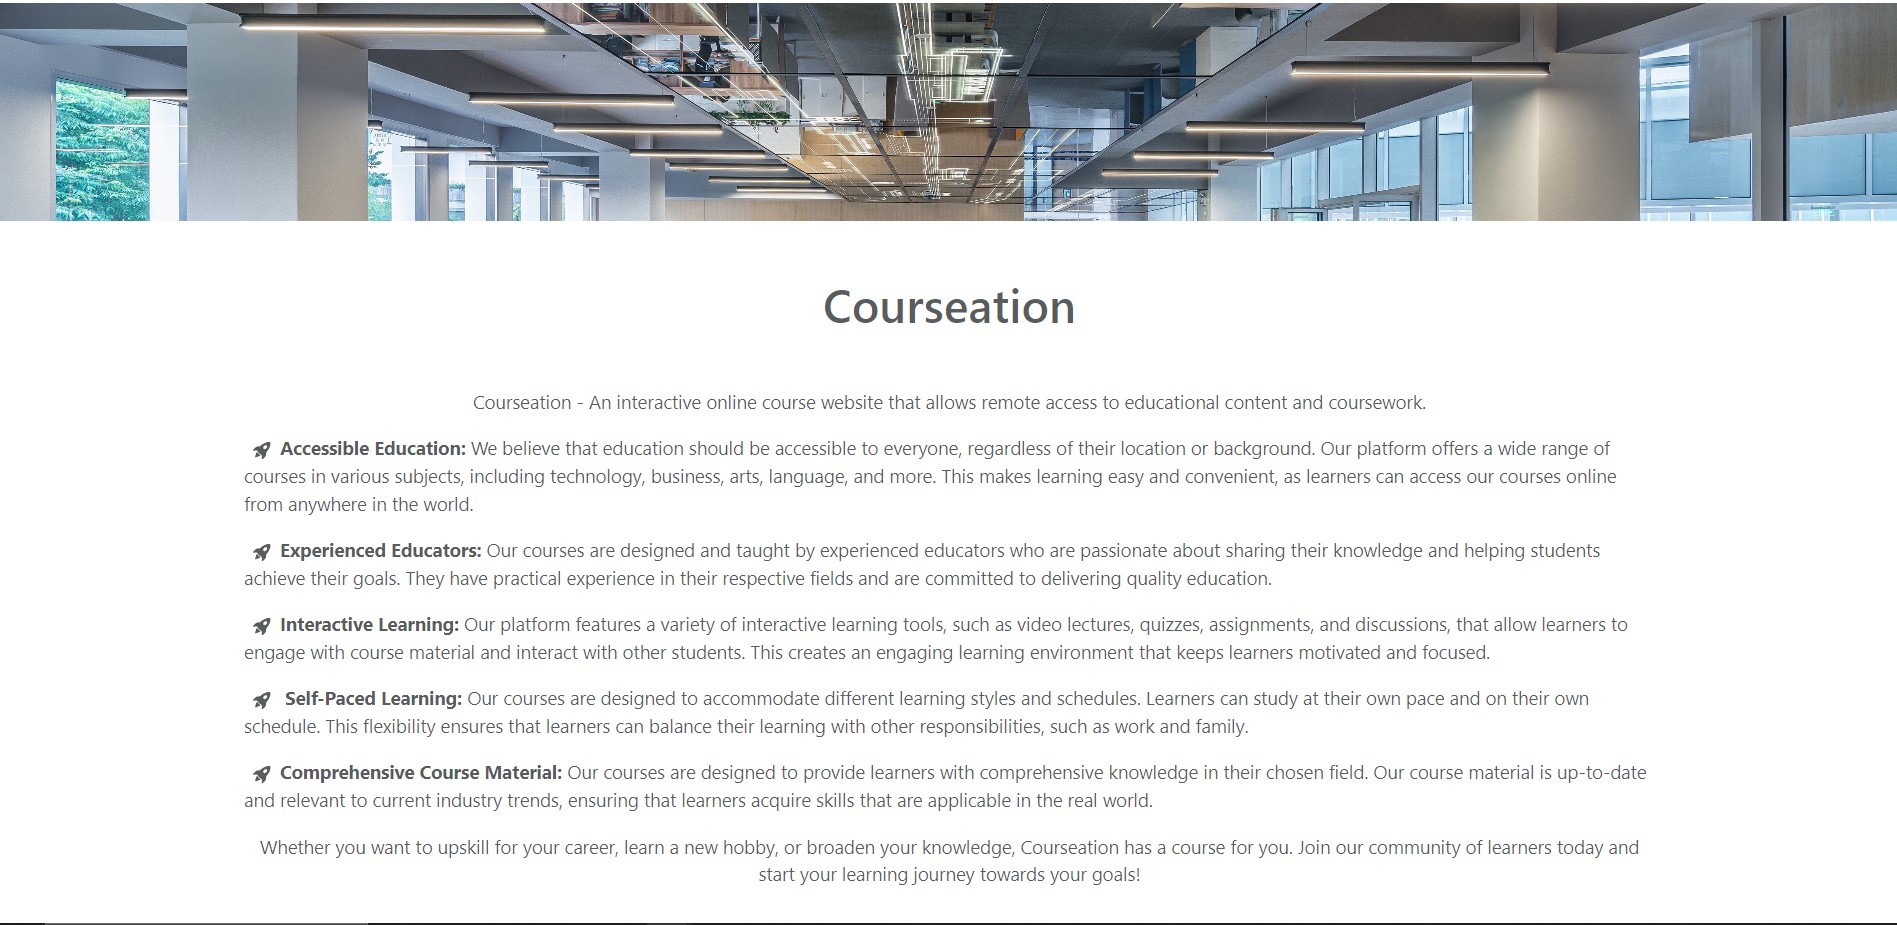 Courseation
Courseation - An interactive online course website that allows remote access to educational content and coursework.
Accessible Education: We believe that education should be accessible to everyone, regardless of their location or background. Our platform offers a wide range of
courses in various subjects, including technology, business, arts, language, and more. This makes learning easy and convenient, as learners can access our courses online
from anywhere in the world.
Experienced Educators: Our courses are designed and taught by experienced educators who are passionate about sharing their knowledge and helping students
achieve their goals. They have practical experience in their respective fields and are committed to delivering quality education.
Interactive Learning: Our platform features a variety of interactive learning tools, such as video lectures, quizzes, assignments, and discussions, that allow learners to
engage with course material and interact with other students. This creates an engaging learning environment that keeps learners motivated and focused.
Self-Paced Learning: Our courses are designed to accommodate different learning styles and schedules. Learners can study at their own pace and on their own
schedule. This flexibility ensures that learners can balance their learning with other responsibilities, such as work and family.
Comprehensive Course Material: Our courses are designed to provide learners with comprehensive knowledge in their chosen field. Our course material is up-to-date
and relevant to current industry trends, ensuring that learners acquire skills that are applicable in the real world.
Whether you want to upskill for your career, learn a new hobby, or broaden your knowledge, Courseation has a course for you. Join our community of learners today and
start your learning journey towards your goals!